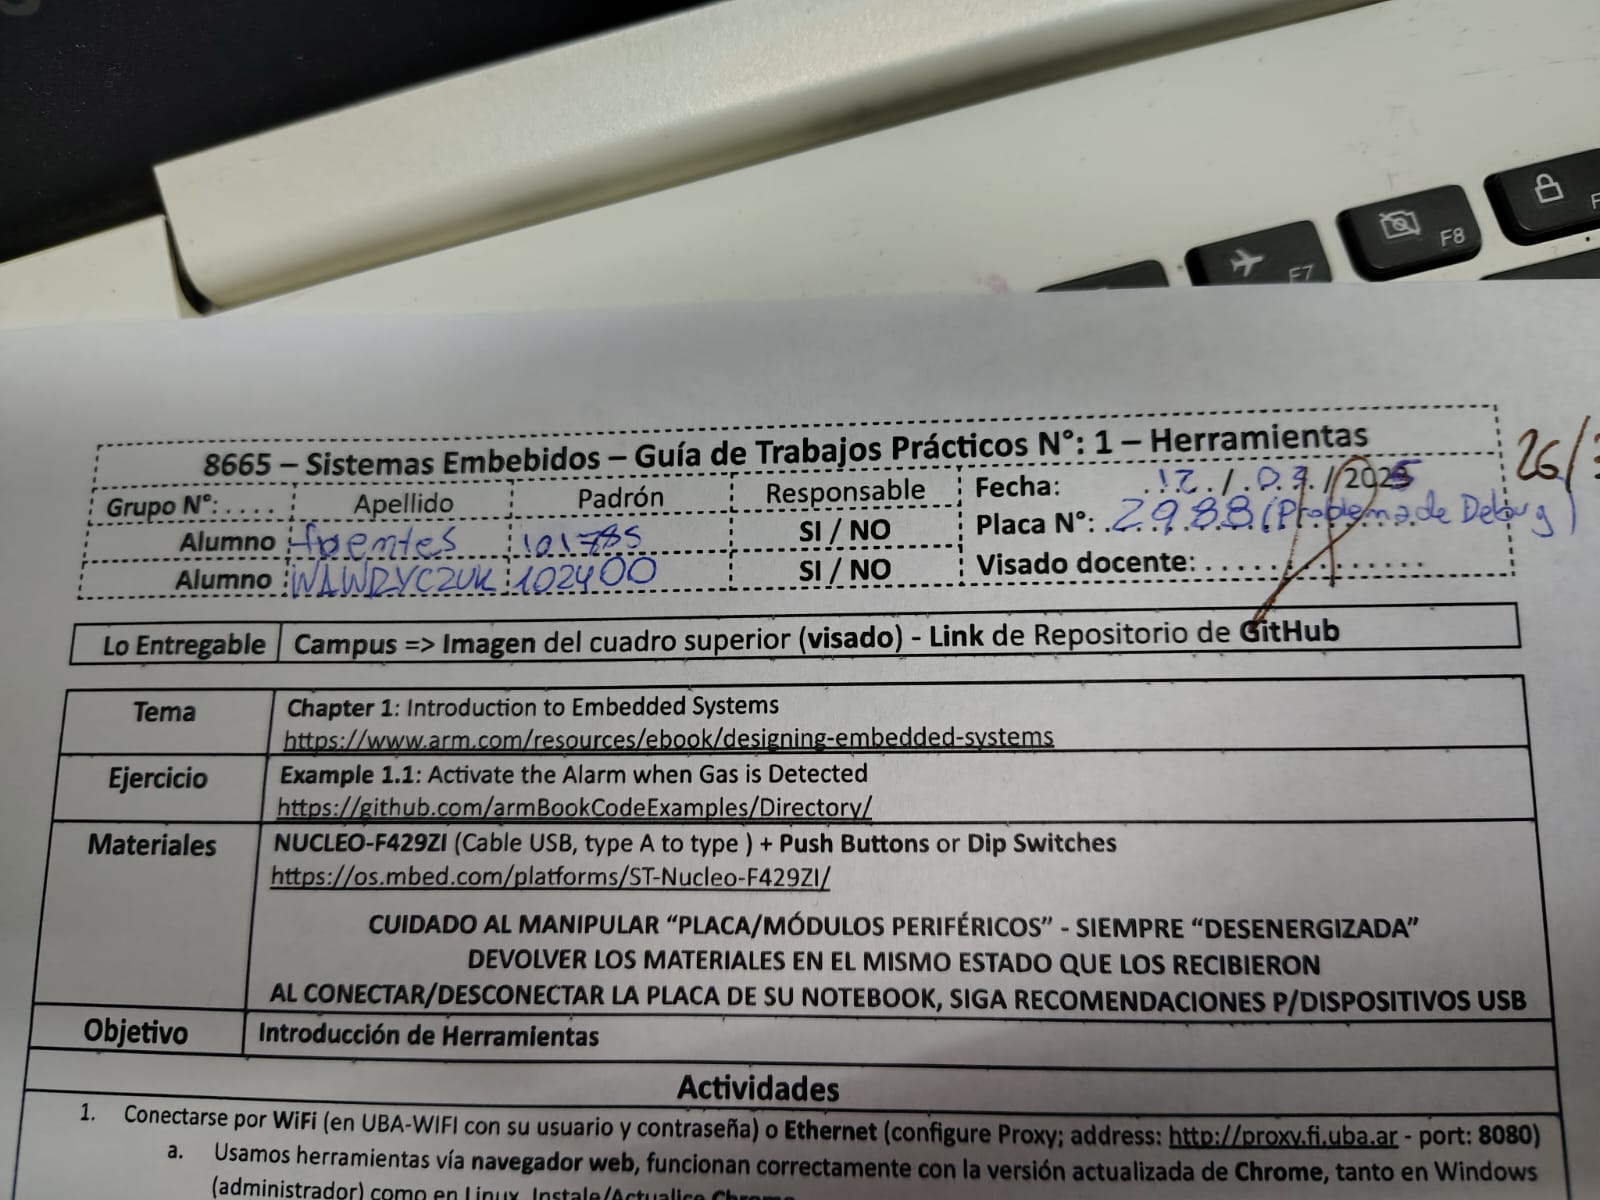 F7
F8
8665 – Sistemas Embebidos – Guía de Trabajos Prácticos N°: 1 – Herramientas
26/
Grupo N°: . . . . Apellido Padrón Responsable Fecha: 12 / 03 / 2025
Alumno fuentes 101785 SI / NO Placa N°: 2988 (Problema de Debug)
Alumno WAWRYCZUK 102400 SI / NO Visado docente: . . . . . . . . . . . . . .
Lo Entregable Campus => Imagen del cuadro superior (visado) - Link de Repositorio de GitHub
Tema Chapter 1: Introduction to Embedded Systems
https://www.arm.com/resources/ebook/designing-embedded-systems
Ejercicio Example 1.1: Activate the Alarm when Gas is Detected
https://github.com/armBookCodeExamples/Directory/
Materiales NUCLEO-F429ZI (Cable USB, type A to type ) + Push Buttons or Dip Switches
https://os.mbed.com/platforms/ST-Nucleo-F429ZI/
CUIDADO AL MANIPULAR “PLACA/MÓDULOS PERIFÉRICOS” - SIEMPRE “DESENERGIZADA”
DEVOLVER LOS MATERIALES EN EL MISMO ESTADO QUE LOS RECIBIERON
AL CONECTAR/DESCONECTAR LA PLACA DE SU NOTEBOOK, SIGA RECOMENDACIONES P/DISPOSITIVOS USB
Objetivo Introducción de Herramientas
Actividades
1. Conectarse por WiFi (en UBA-WIFI con su usuario y contraseña) o Ethernet (configure Proxy; address: http://proxy.fi.uba.ar - port: 8080)
a. Usamos herramientas vía navegador web, funcionan correctamente con la versión actualizada de Chrome, tanto en Windows
(administrador) como en Linux. Instale/Actualice Chrome